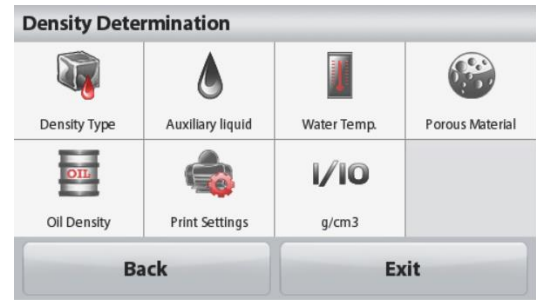 Density Determination
Density Type
Auxiliary liquid
Water Temp.
Porous Material
OIL
I/IO
Oil Density
Print Settings
g/cm3
Back
Exit